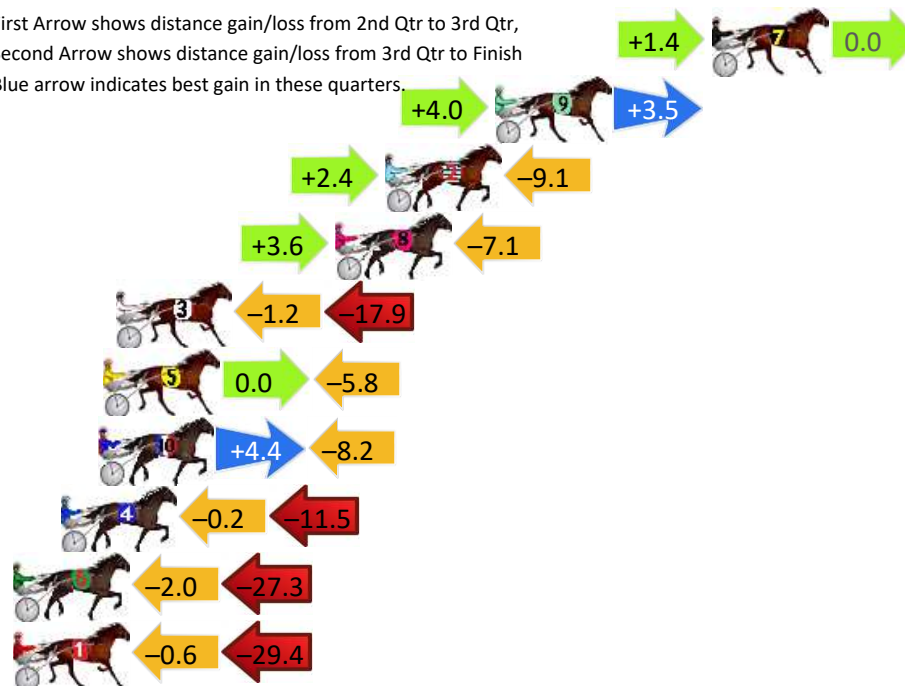 irst Arrow shows distance gain/loss from 2nd Qtr to 3rd Qtr,
econd Arrow shows distance gain/loss from 3rd Qtr to Finish
lue arrow indicates best gain in these quarters.
+1.4 7 0.0
+4.0 9 +3.5
+2.4 –9.1
+3.6 8 –7.1
3 –1.2 –17.9
5 0.0 –5.8
10 +4.4 –8.2
4 –0.2 –11.5
–2.0 –27.3
1 –0.6 –29.4